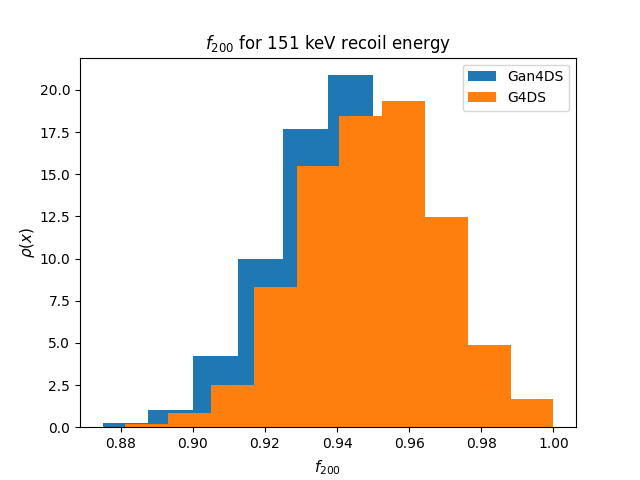 f₂₀₀ for 151 keV recoil energy
Gan4DS
G4DS
ρ(x)
20.0
17.5
15.0
12.5
10.0
7.5
5.0
2.5
0.0
0.88 0.90 0.92 0.94 0.96 0.98 1.00
f₂₀₀